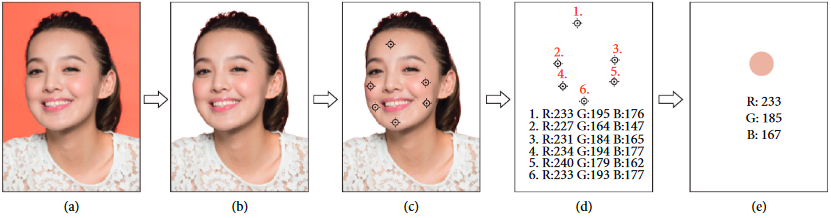 1.
2.
3.
4.
5.
6.
1. R:233 G:195 B:176
2. R:227 G:164 B:147
3. R:231 G:184 B:165
4. R:234 G:194 B:177
5. R:240 G:179 B:162
6. R:233 G:193 B:177
R: 233
G: 185
B: 167
(a)
(b)
(c)
(d)
(e)